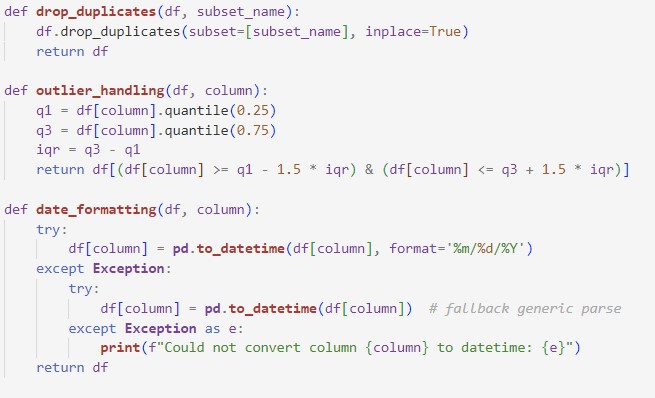 def drop_duplicates(df, subset_name):
    df.drop_duplicates(subset=[subset_name], inplace=True)
    return df

def outlier_handling(df, column):
    q1 = df[column].quantile(0.25)
    q3 = df[column].quantile(0.75)
    iqr = q3 - q1
    return df[(df[column] >= q1 - 1.5 * iqr) & (df[column] <= q3 + 1.5 * iqr)]

def date_formatting(df, column):
    try:
        df[column] = pd.to_datetime(df[column], format='%m/%d/%Y')
    except Exception:
        try:
            df[column] = pd.to_datetime(df[column])  # fallback generic parse
        except Exception as e:
            print(f"Could not convert column {column} to datetime: {e}")
    return df